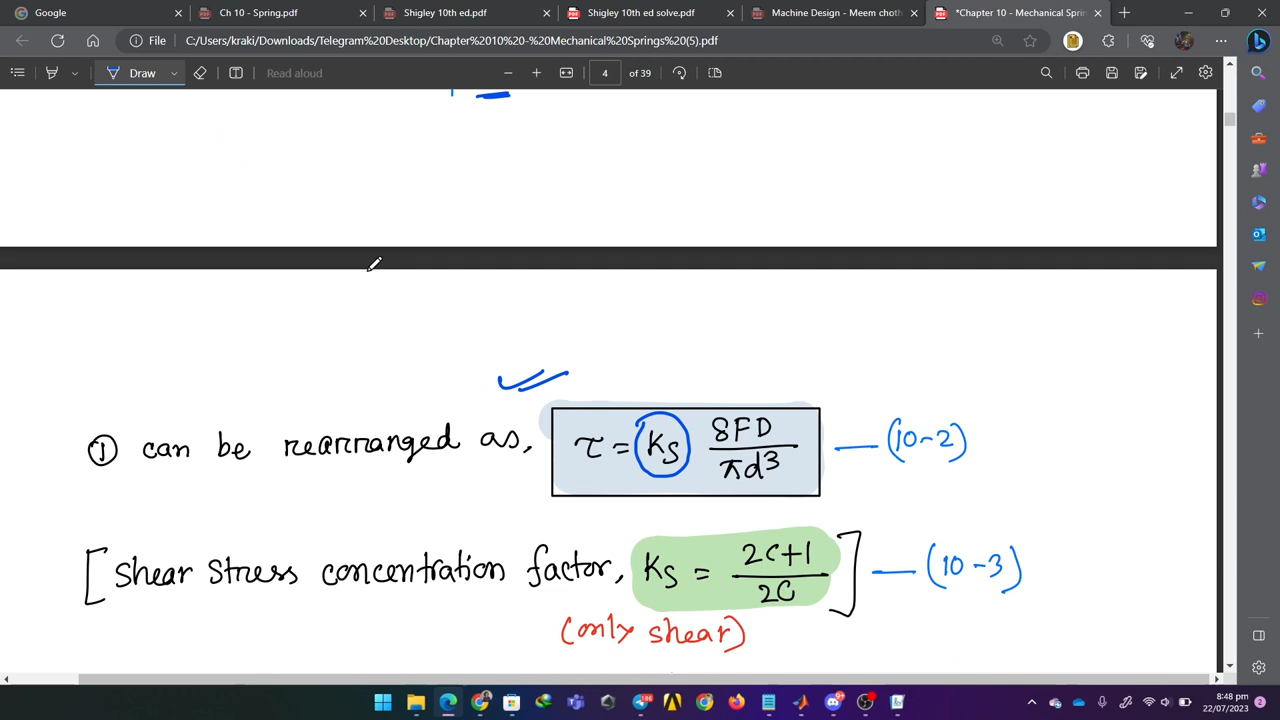 Google
Ch 10 - Spring.pdf
Shigley 10th ed.pdf
Shigley 10th ed solve.pdf
Machine Design - Meem choth
*Chapter 10 - Mechanical Sprin
File
C:/Users/kraki/Downloads/Telegram%20Desktop/Chapter%2010%20-%20Mechanical%20Springs%20(5).pdf
Draw
Read aloud
4 of 39
① can be rearranged as, τ = Ks 8FD/πd³ — (10-2)
[Shear stress concentration factor, Ks = 2C+1/2C] — (10-3)
(only shear)
186
9+
8:48 pm
22/07/2023
2